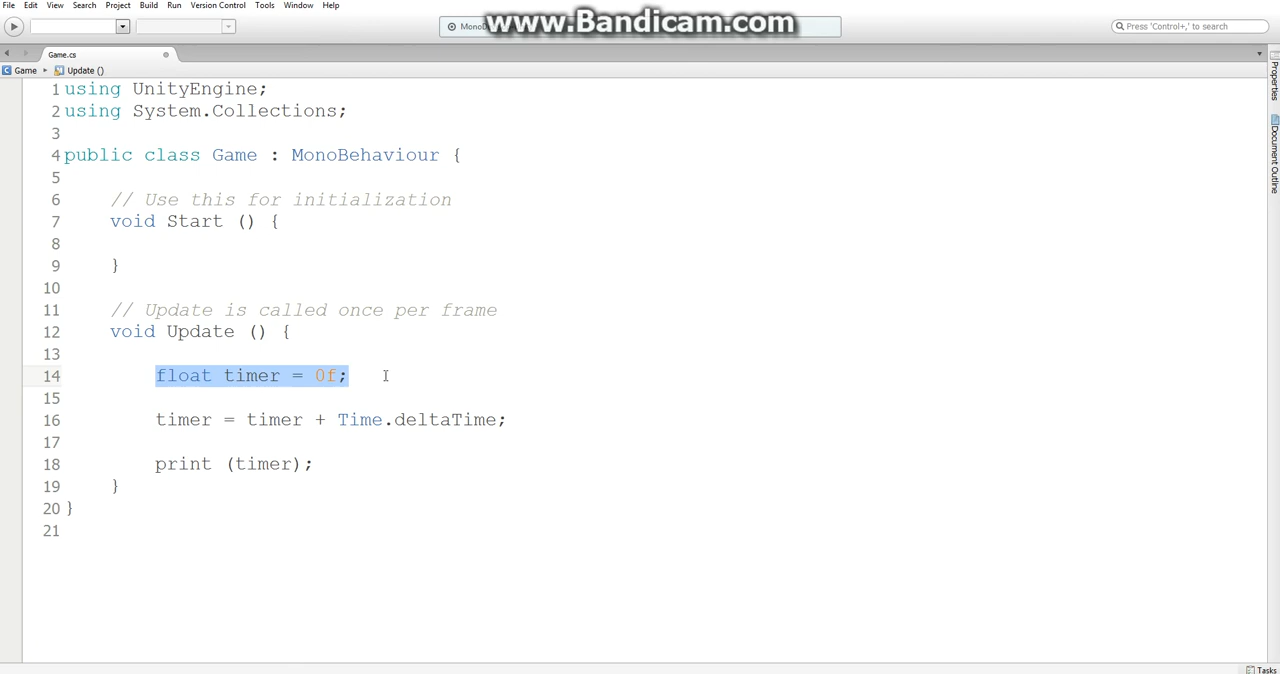 File Edit View Search Project Build Run Version Control Tools Window Help
www.Bandicam.com
Press 'Control+,' to search
Game.cs
Game ▸ Update ()
1 using UnityEngine;
2 using System.Collections;
3
4 public class Game : MonoBehaviour {
5
6 // Use this for initialization
7 void Start () {
8
9 }
10
11 // Update is called once per frame
12 void Update () {
13
14 float timer = 0f;
15
16 timer = timer + Time.deltaTime;
17
18 print (timer);
19 }
20 }
21
Properties
Document Outline
Tasks